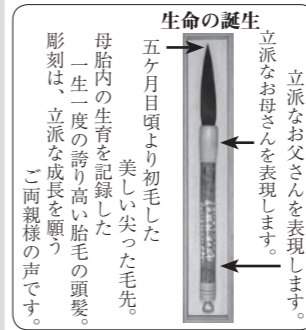 生命の誕生
立派なお父さんを表現します。
立派なお母さんを表現します。
五ケ月目頃より初毛した
美しい尖った毛先。
母胎内の生育を記録した
一生一度の誇り高い胎毛の頭髪。
彫刻は、立派な成長を願う
ご両親様の声です。